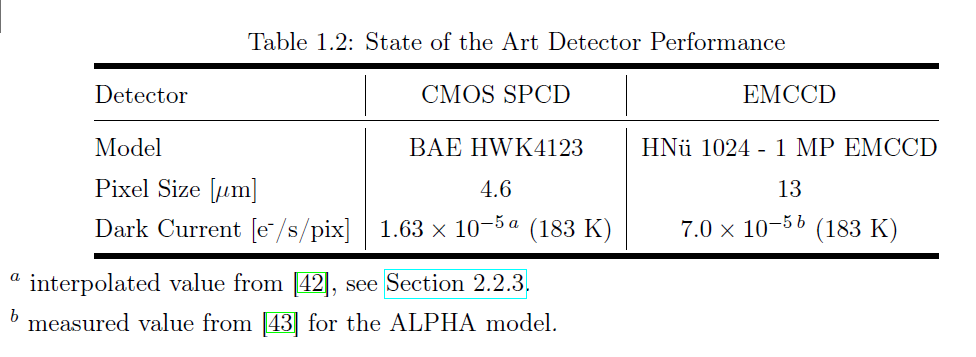 Table 1.2: State of the Art Detector Performance
Detector CMOS SPCD EMCCD
Model BAE HWK4123 HNü 1024 - 1 MP EMCCD
Pixel Size [μm] 4.6 13
Dark Current [e⁻/s/pix] 1.63 × 10⁻⁵ ᵃ (183 K) 7.0 × 10⁻⁵ ᵇ (183 K)
ᵃ interpolated value from [42], see Section 2.2.3.
ᵇ measured value from [43] for the ALPHA model.